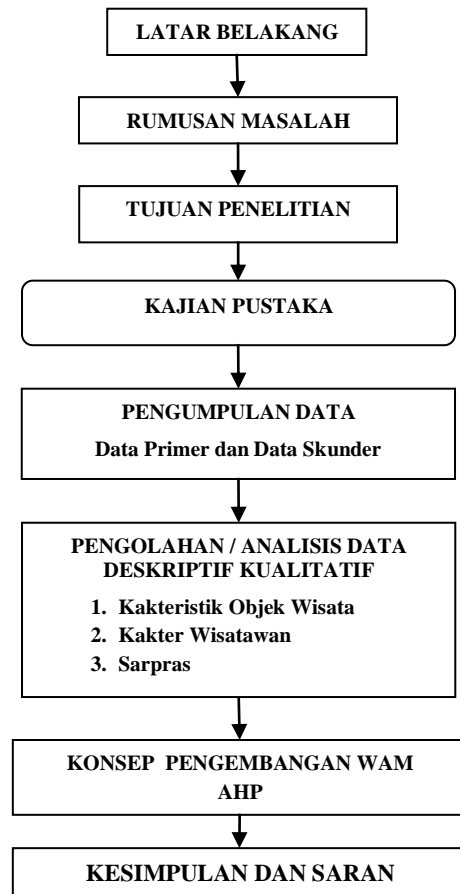 LATAR BELAKANG
RUMUSAN MASALAH
TUJUAN PENELITIAN
KAJIAN PUSTAKA
PENGUMPULAN DATA
Data Primer dan Data Skunder
PENGOLAHAN / ANALISIS DATA
DESKRIPTIF KUALITATIF
1. Kakteristik Objek Wisata
2. Kakter Wisatawan
3. Sarpras
KONSEP PENGEMBANGAN WAM
AHP
KESIMPULAN DAN SARAN